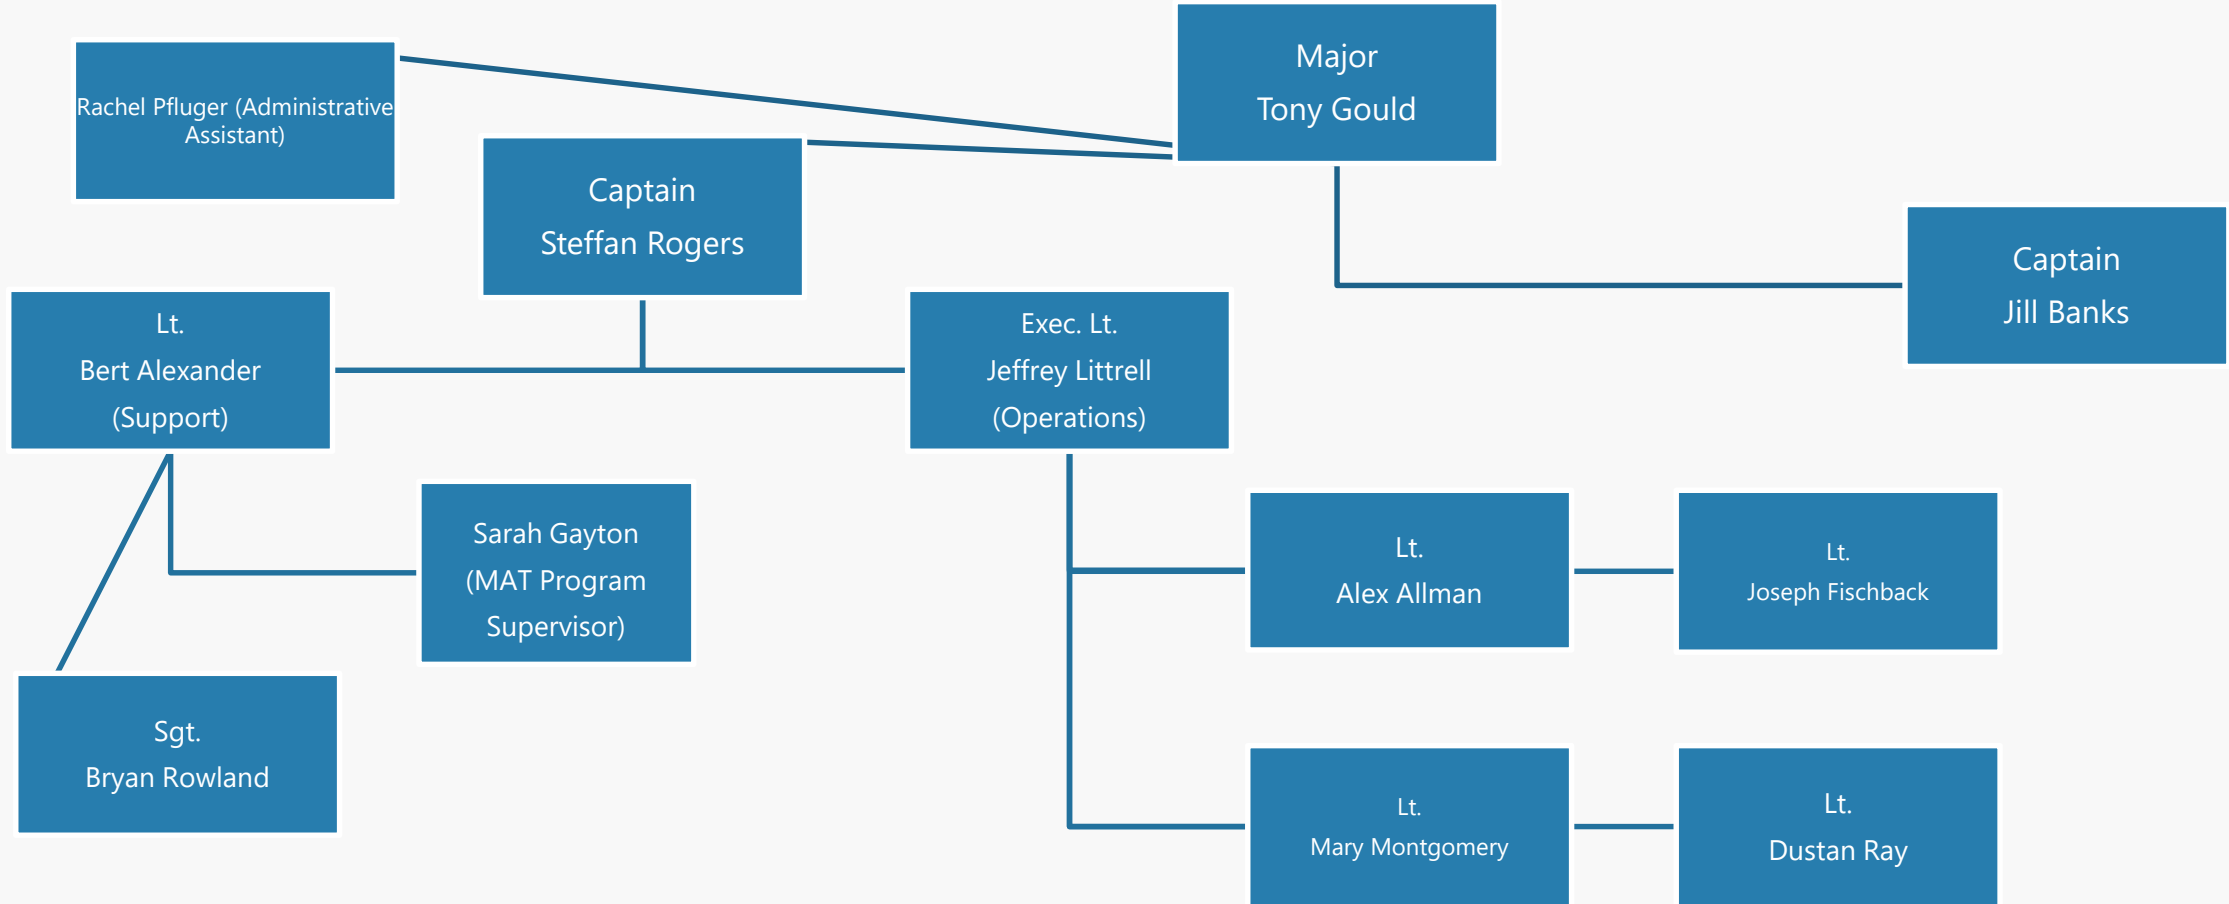 Major
Tony Gould
Rachel Pfluger (Administrative
Assistant)
Captain
Steffan Rogers
Captain
Jill Banks
Lt.
Bert Alexander
(Support)
Exec. Lt.
Jeffrey Littrell
(Operations)
Sarah Gayton
(MAT Program
Supervisor)
Lt.
Alex Allman
Lt.
Joseph Fischback
Sgt.
Bryan Rowland
Lt.
Mary Montgomery
Lt.
Dustan Ray